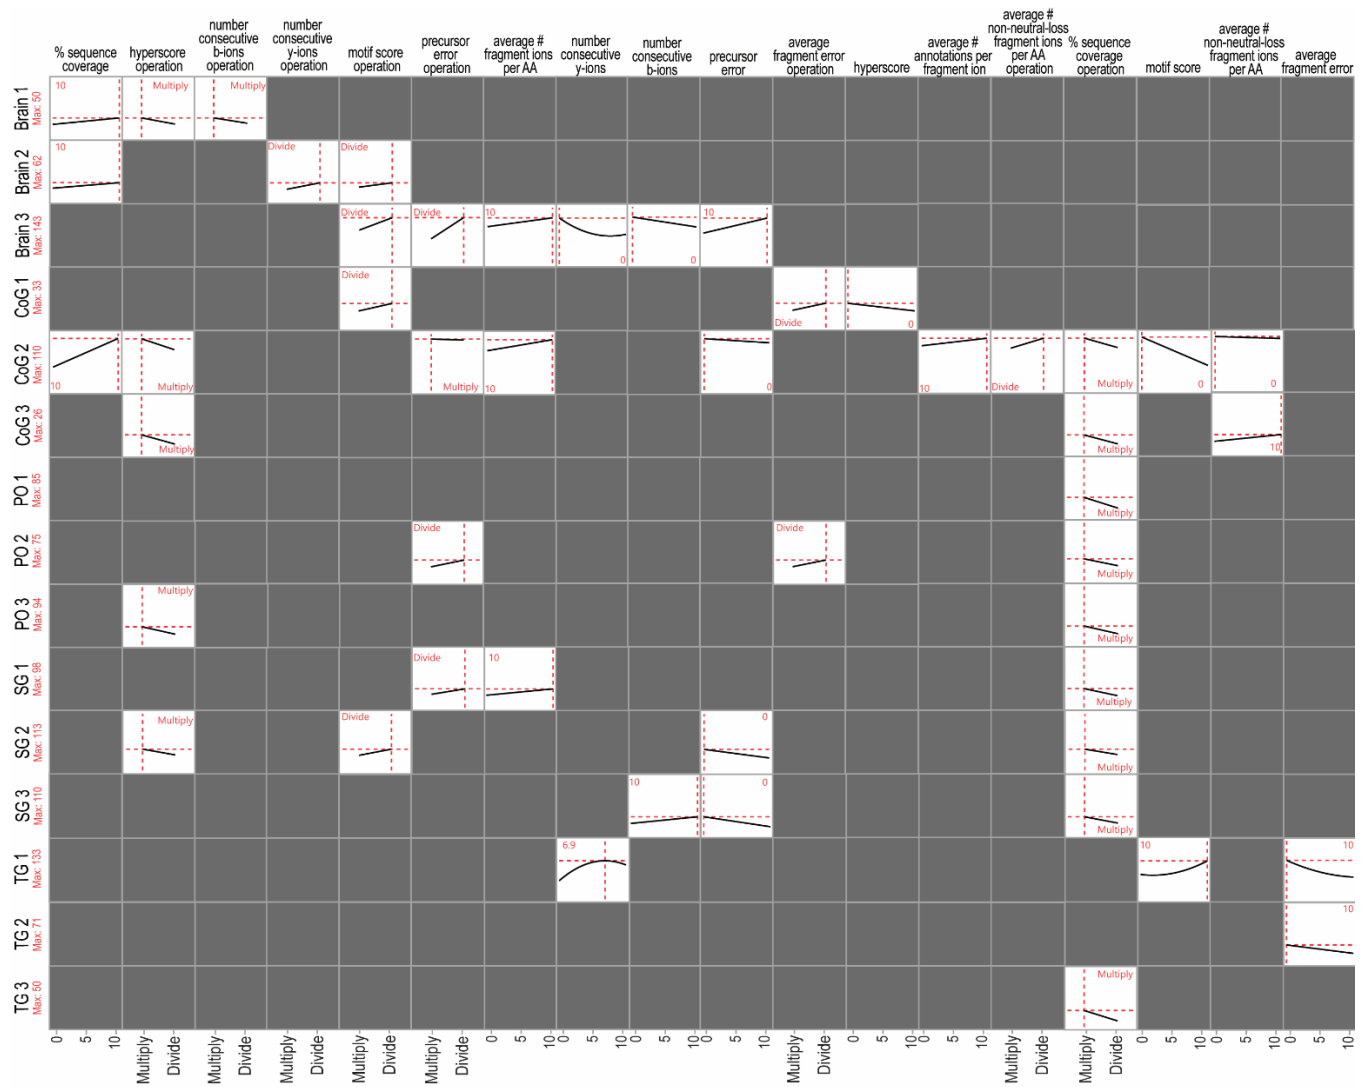 % sequence
coverage
hyperscore
operation
number
consecutive
b-ions
operation
number
consecutive
y-ions
operation
motif score
operation
precursor
error
operation
average #
fragment ions
per AA
number
consecutive
y-ions
number
consecutive
b-ions
precursor
error
average
fragment error
operation
hyperscore
average #
annotations per
fragment ion
average #
non-neutral-loss
fragment ions
per AA
operation
% sequence
coverage
operation
motif score
average #
non-neutral-loss
fragment ions
per AA
average
fragment error
Brain 1
Max: 50
10
Multiply
Multiply
Brain 2
Max: 62
10
Divide
Divide
Brain 3
Max: 143
Divide
Divide
10
0
0
10
CoG 1
Max: 33
Divide
Divide
0
CoG 2
Max: 110
10
Multiply
Multiply
10
0
10
Divide
Multiply
0
0
CoG 3
Max: 26
Multiply
Multiply
10
PO 1
Max: 85
Multiply
PO 2
Max: 75
Divide
Divide
Multiply
PO 3
Max: 94
Multiply
Multiply
SG 1
Max: 98
Divide
10
Multiply
SG 2
Max: 113
Multiply
Divide
0
Multiply
SG 3
Max: 110
10
0
Multiply
TG 1
Max: 133
6.9
10
10
TG 2
Max: 71
10
TG 3
Max: 50
Multiply
0 5 10
Multiply
Divide
Multiply
Divide
Multiply
Divide
Multiply
Divide
Multiply
Divide
0 5 10
0 5 10
0 5 10
0 5 10
Multiply
Divide
0 5 10
0 5 10
Multiply
Divide
Multiply
Divide
0 5 10
0 5 10
0 5 10